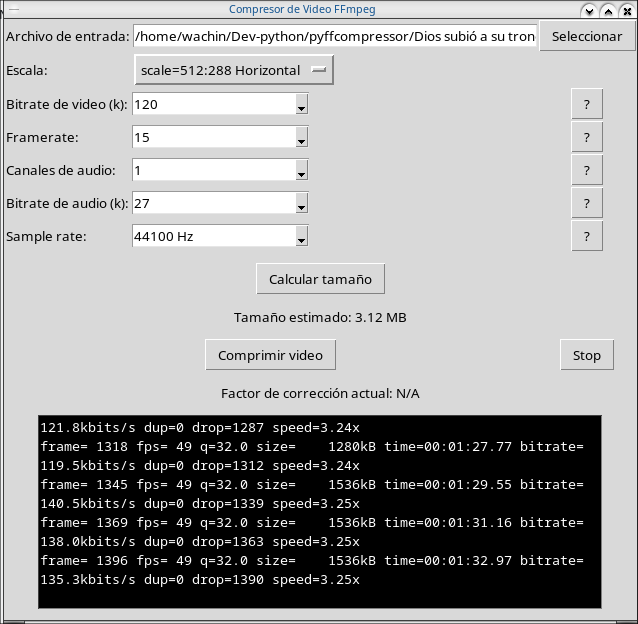 Compresor de Video FFmpeg
Archivo de entrada: /home/wachin/Dev-python/pyffcompressor/Dios subió a su tron Seleccionar
Escala: scale=512:288 Horizontal
Bitrate de video (k): 120 ?
Framerate: 15 ?
Canales de audio: 1 ?
Bitrate de audio (k): 27 ?
Sample rate: 44100 Hz ?
Calcular tamaño
Tamaño estimado: 3.12 MB
Comprimir video Stop
Factor de corrección actual: N/A
121.8kbits/s dup=0 drop=1287 speed=3.24x
frame= 1318 fps= 49 q=32.0 size=    1280kB time=00:01:27.77 bitrate=
119.5kbits/s dup=0 drop=1312 speed=3.24x
frame= 1345 fps= 49 q=32.0 size=    1536kB time=00:01:29.55 bitrate=
140.5kbits/s dup=0 drop=1339 speed=3.25x
frame= 1369 fps= 49 q=32.0 size=    1536kB time=00:01:31.16 bitrate=
138.0kbits/s dup=0 drop=1363 speed=3.25x
frame= 1396 fps= 49 q=32.0 size=    1536kB time=00:01:32.97 bitrate=
135.3kbits/s dup=0 drop=1390 speed=3.25x